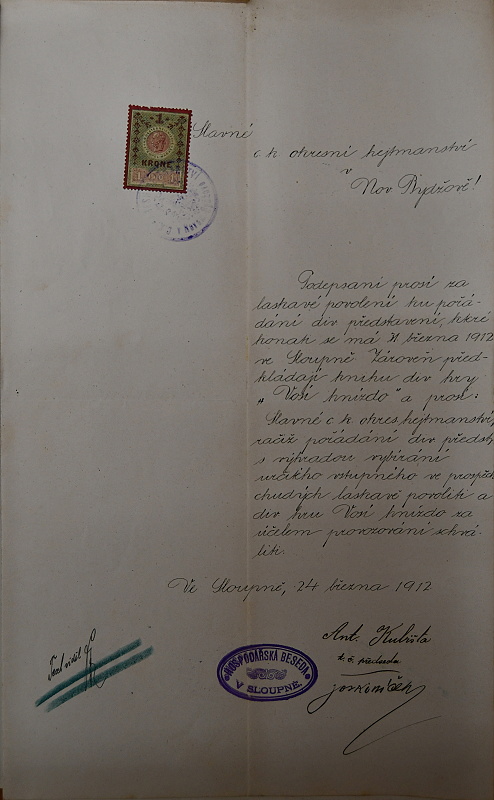 1
KRONE
Slavné
c k okresní hejtmanství
v
Nov Bydžově!
Podepsaní prosí za
laskavé povolení ku pořá-
dání div představení, které
konati se má 31 března 1912
ve Sloupně Zároveň před-
kládají knihu div hry
„Vosí hnízdo" a prosí:
Slavné c k okres. hejtmanství,
račiž pořádání div předst.
s výhradou vybírání
určitého vstupného ve prospěch
chudých laskavě povoliti a
div hru Vosí hnízdo za
účelem provozování schvá-
liti.
Ve Sloupně, 24 března 1912
Ant. Kubišta
t. č. předseda
HOSPODÁŘSKÁ BESEDA
V SLOUPNĚ.